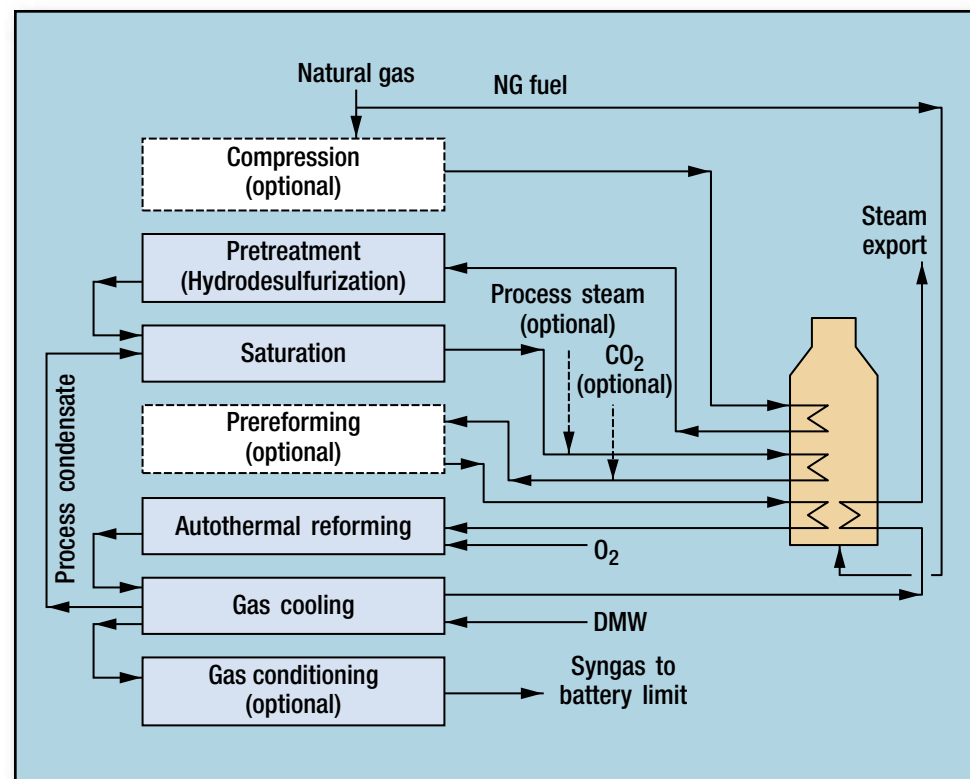 Natural gas
NG fuel
Compression
(optional)
Steam
export
Pretreatment
(Hydrodesulfurization)
Process steam
(optional)
Saturation
CO₂
(optional)
Prereforming
(optional)
Process condensate
Autothermal reforming
O₂
Gas cooling
DMW
Gas conditioning
(optional)
Syngas to
battery limit